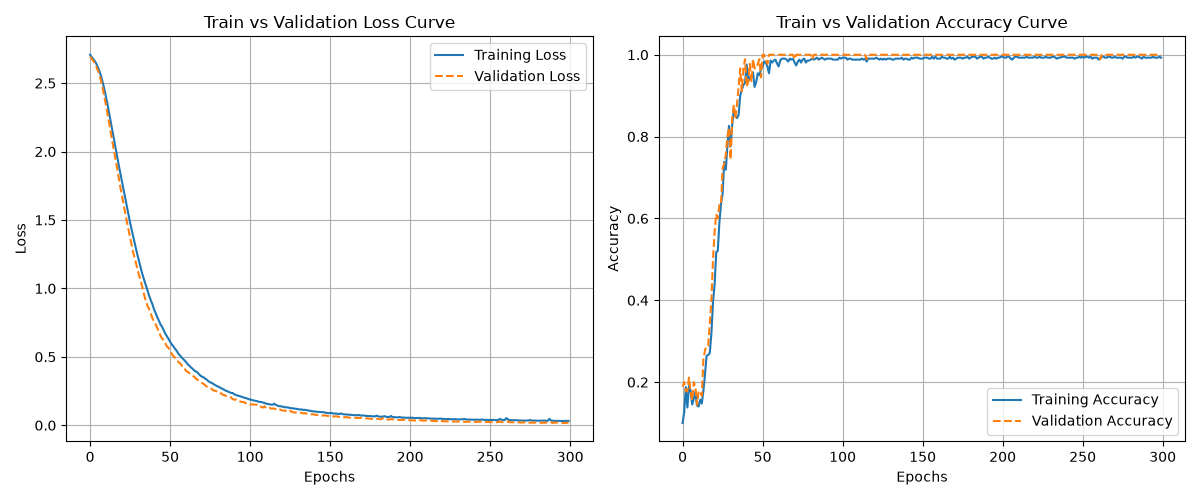 Train vs Validation Loss Curve
Training Loss
Validation Loss
2.5
2.0
1.5
1.0
0.5
0.0
Loss
0 50 100 150 200 250 300
Epochs
Train vs Validation Accuracy Curve
1.0
0.8
0.6
0.4
0.2
Accuracy
Training Accuracy
Validation Accuracy
0 50 100 150 200 250 300
Epochs